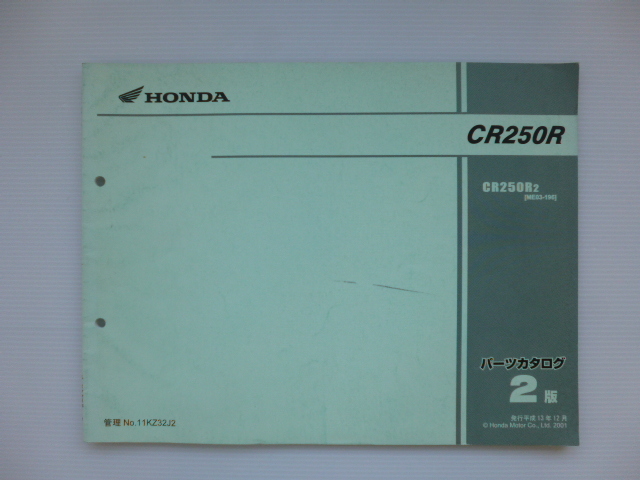 HONDA
CR250R
CR250R2
[ME03-190]
パーツカタログ
2版
発行平成13年12月
© Honda Motor Co., Ltd. 2001
管理 No.11KZ32J2